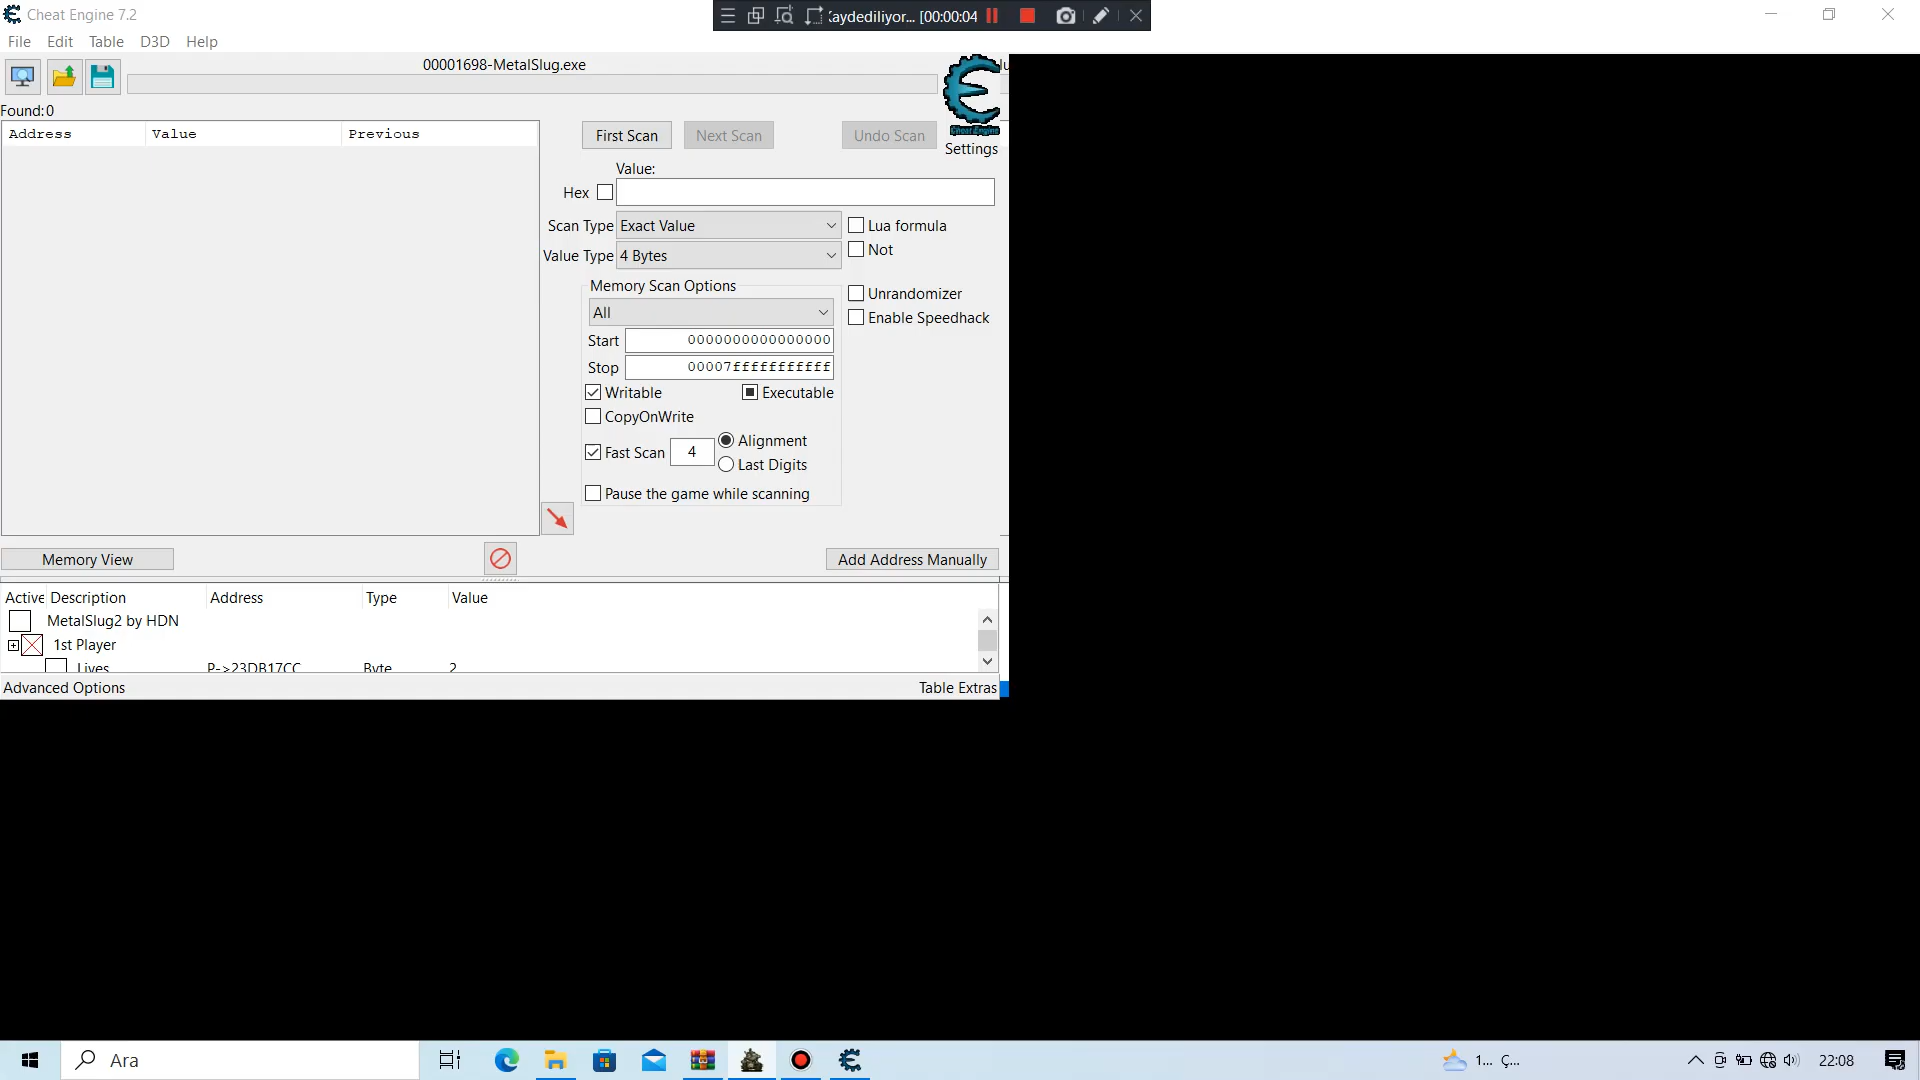 Cheat Engine 7.2
Kaydediliyor... [00:00:04
File Edit Table D3D Help
00001698-MetalSlug.exe
Found:0
Address Value Previous
First Scan Next Scan Undo Scan
Cheat Engine
Settings
Value:
Hex
Scan Type Exact Value Lua formula
Not
Value Type 4 Bytes
Memory Scan Options
All
Unrandomizer
Enable Speedhack
Start 0000000000000000
Stop 00007fffffffffff
Writable Executable
CopyOnWrite
Fast Scan 4 Alignment
Last Digits
Pause the game while scanning
Memory View Add Address Manually
Active Description Address Type Value
MetalSlug2 by HDN
1st Player
Lives P->23DB17CC Byte 2
Advanced Options Table Extras
Ara 1... Ç... 22:08